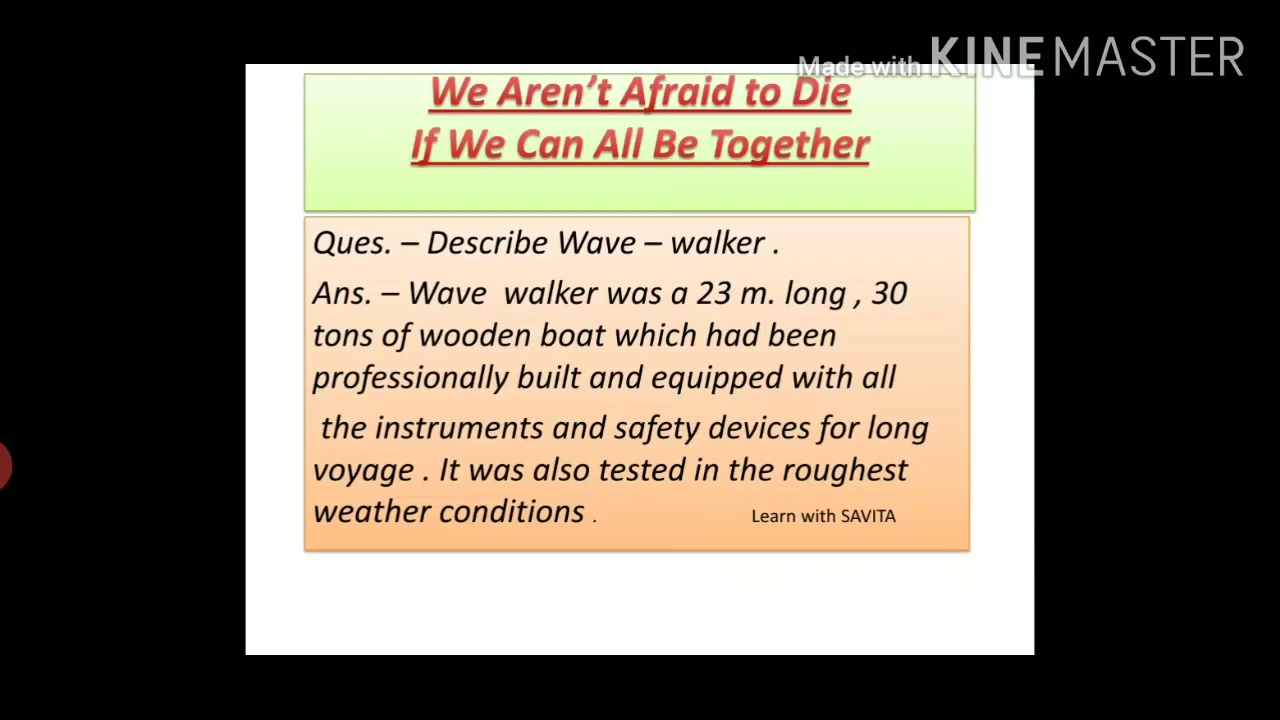 Made with KINEMASTER
We Aren't Afraid to Die
If We Can All Be Together
Ques. – Describe Wave – walker .
Ans. – Wave walker was a 23 m. long , 30
tons of wooden boat which had been
professionally built and equipped with all
the instruments and safety devices for long
voyage . It was also tested in the roughest
weather conditions .
Learn with SAVITA